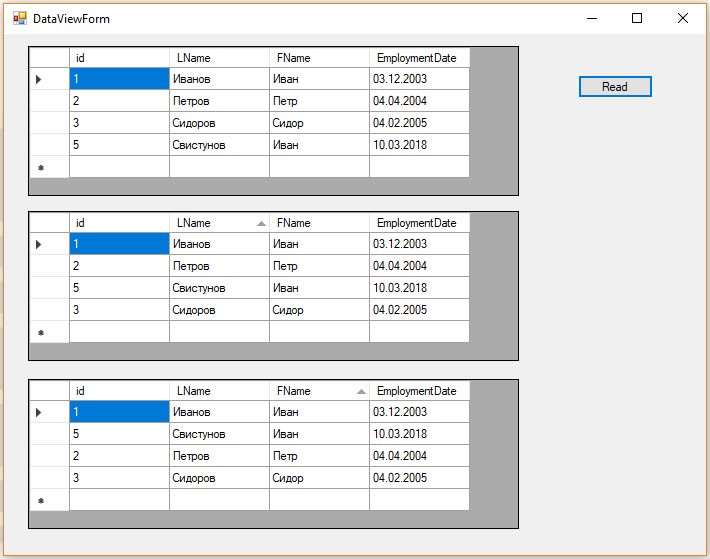 DataViewForm
id LName FName EmploymentDate
1 Иванов Иван 03.12.2003
2 Петров Петр 04.04.2004
3 Сидоров Сидор 04.02.2005
5 Свистунов Иван 10.03.2018
Read
id LName FName EmploymentDate
1 Иванов Иван 03.12.2003
2 Петров Петр 04.04.2004
5 Свистунов Иван 10.03.2018
3 Сидоров Сидор 04.02.2005
id LName FName EmploymentDate
1 Иванов Иван 03.12.2003
5 Свистунов Иван 10.03.2018
2 Петров Петр 04.04.2004
3 Сидоров Сидор 04.02.2005